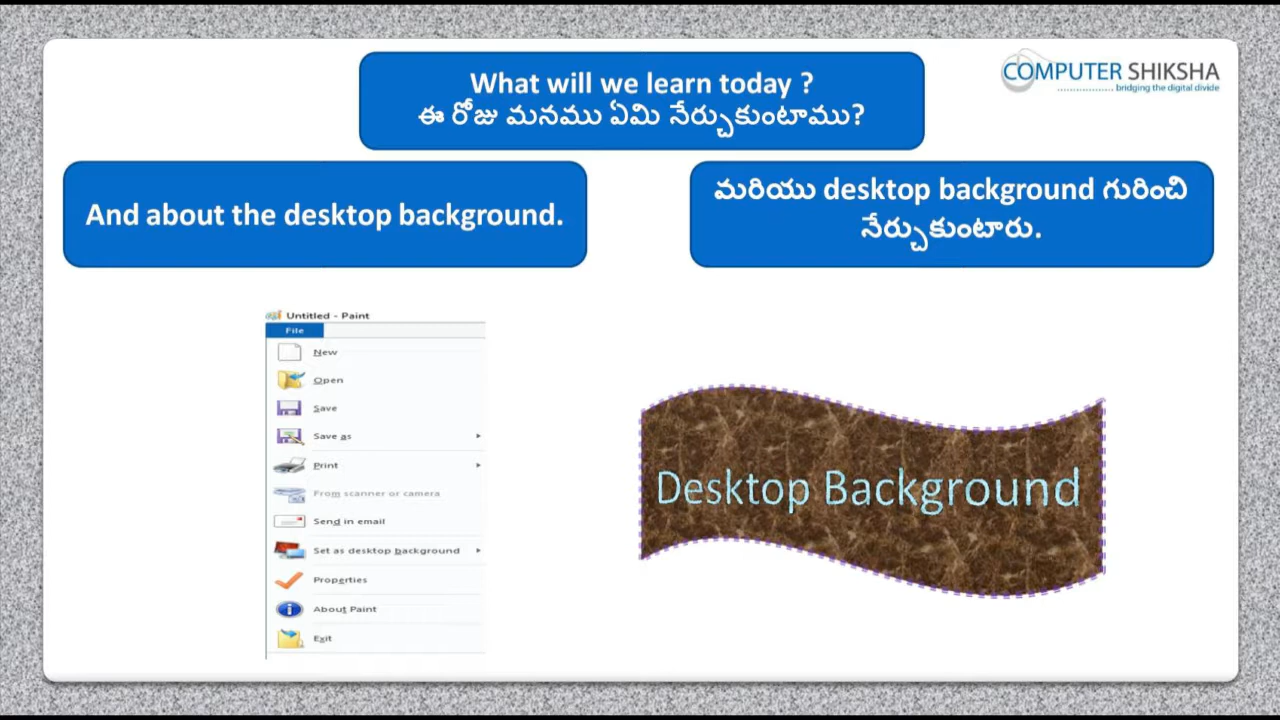 What will we learn today ?
ఈ రోజు మనము ఏమి నేర్చుకుంటాము?
COMPUTER SHIKSHA
bridging the digital divide
And about the desktop background.
మరియు desktop background గురించి
నేర్చుకుంటారు.
Untitled - Paint
File
New
Open
Save
Save as
Print
From scanner or camera
Send in email
Set as desktop background
Properties
About Paint
Exit
Desktop Background